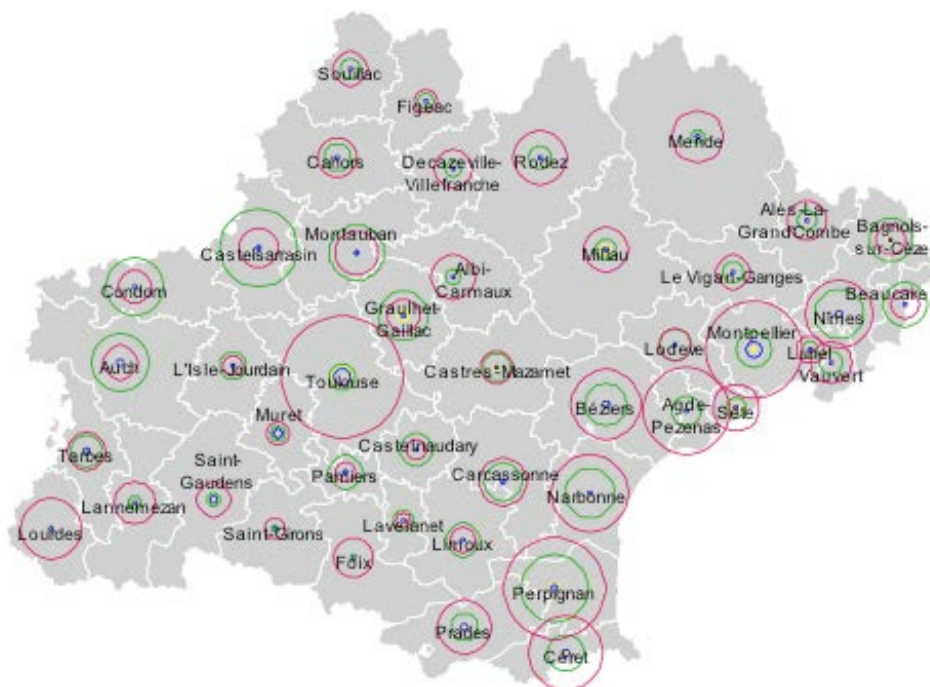 Souillac
Figeac
Mende
Cahors
Decazeville-
Villefranche
Rodez
Alès-La-
Grand'Combe
Bagnols-
sur-Cèze
Castelsarrasin
Montauban
Millau
Albi-
Carmaux
Le Vigan-Ganges
Condom
Beaucaire
Graulhet-
Gaillac
Nîmes
Montpellier
Lodève
Lunel
Auch
L'Isle-Jourdan
Castres-Mazamet
Vauvert
Toulouse
Béziers
Agde-
Pézenas
Sète
Muret
Castelnaudary
Tarbes
Saint-
Gaudens
Pamiers
Carcassonne
Narbonne
Lannemezan
Lourdes
Saint-Girons
Lavelanet
Limoux
Foix
Perpignan
Prades
Céret